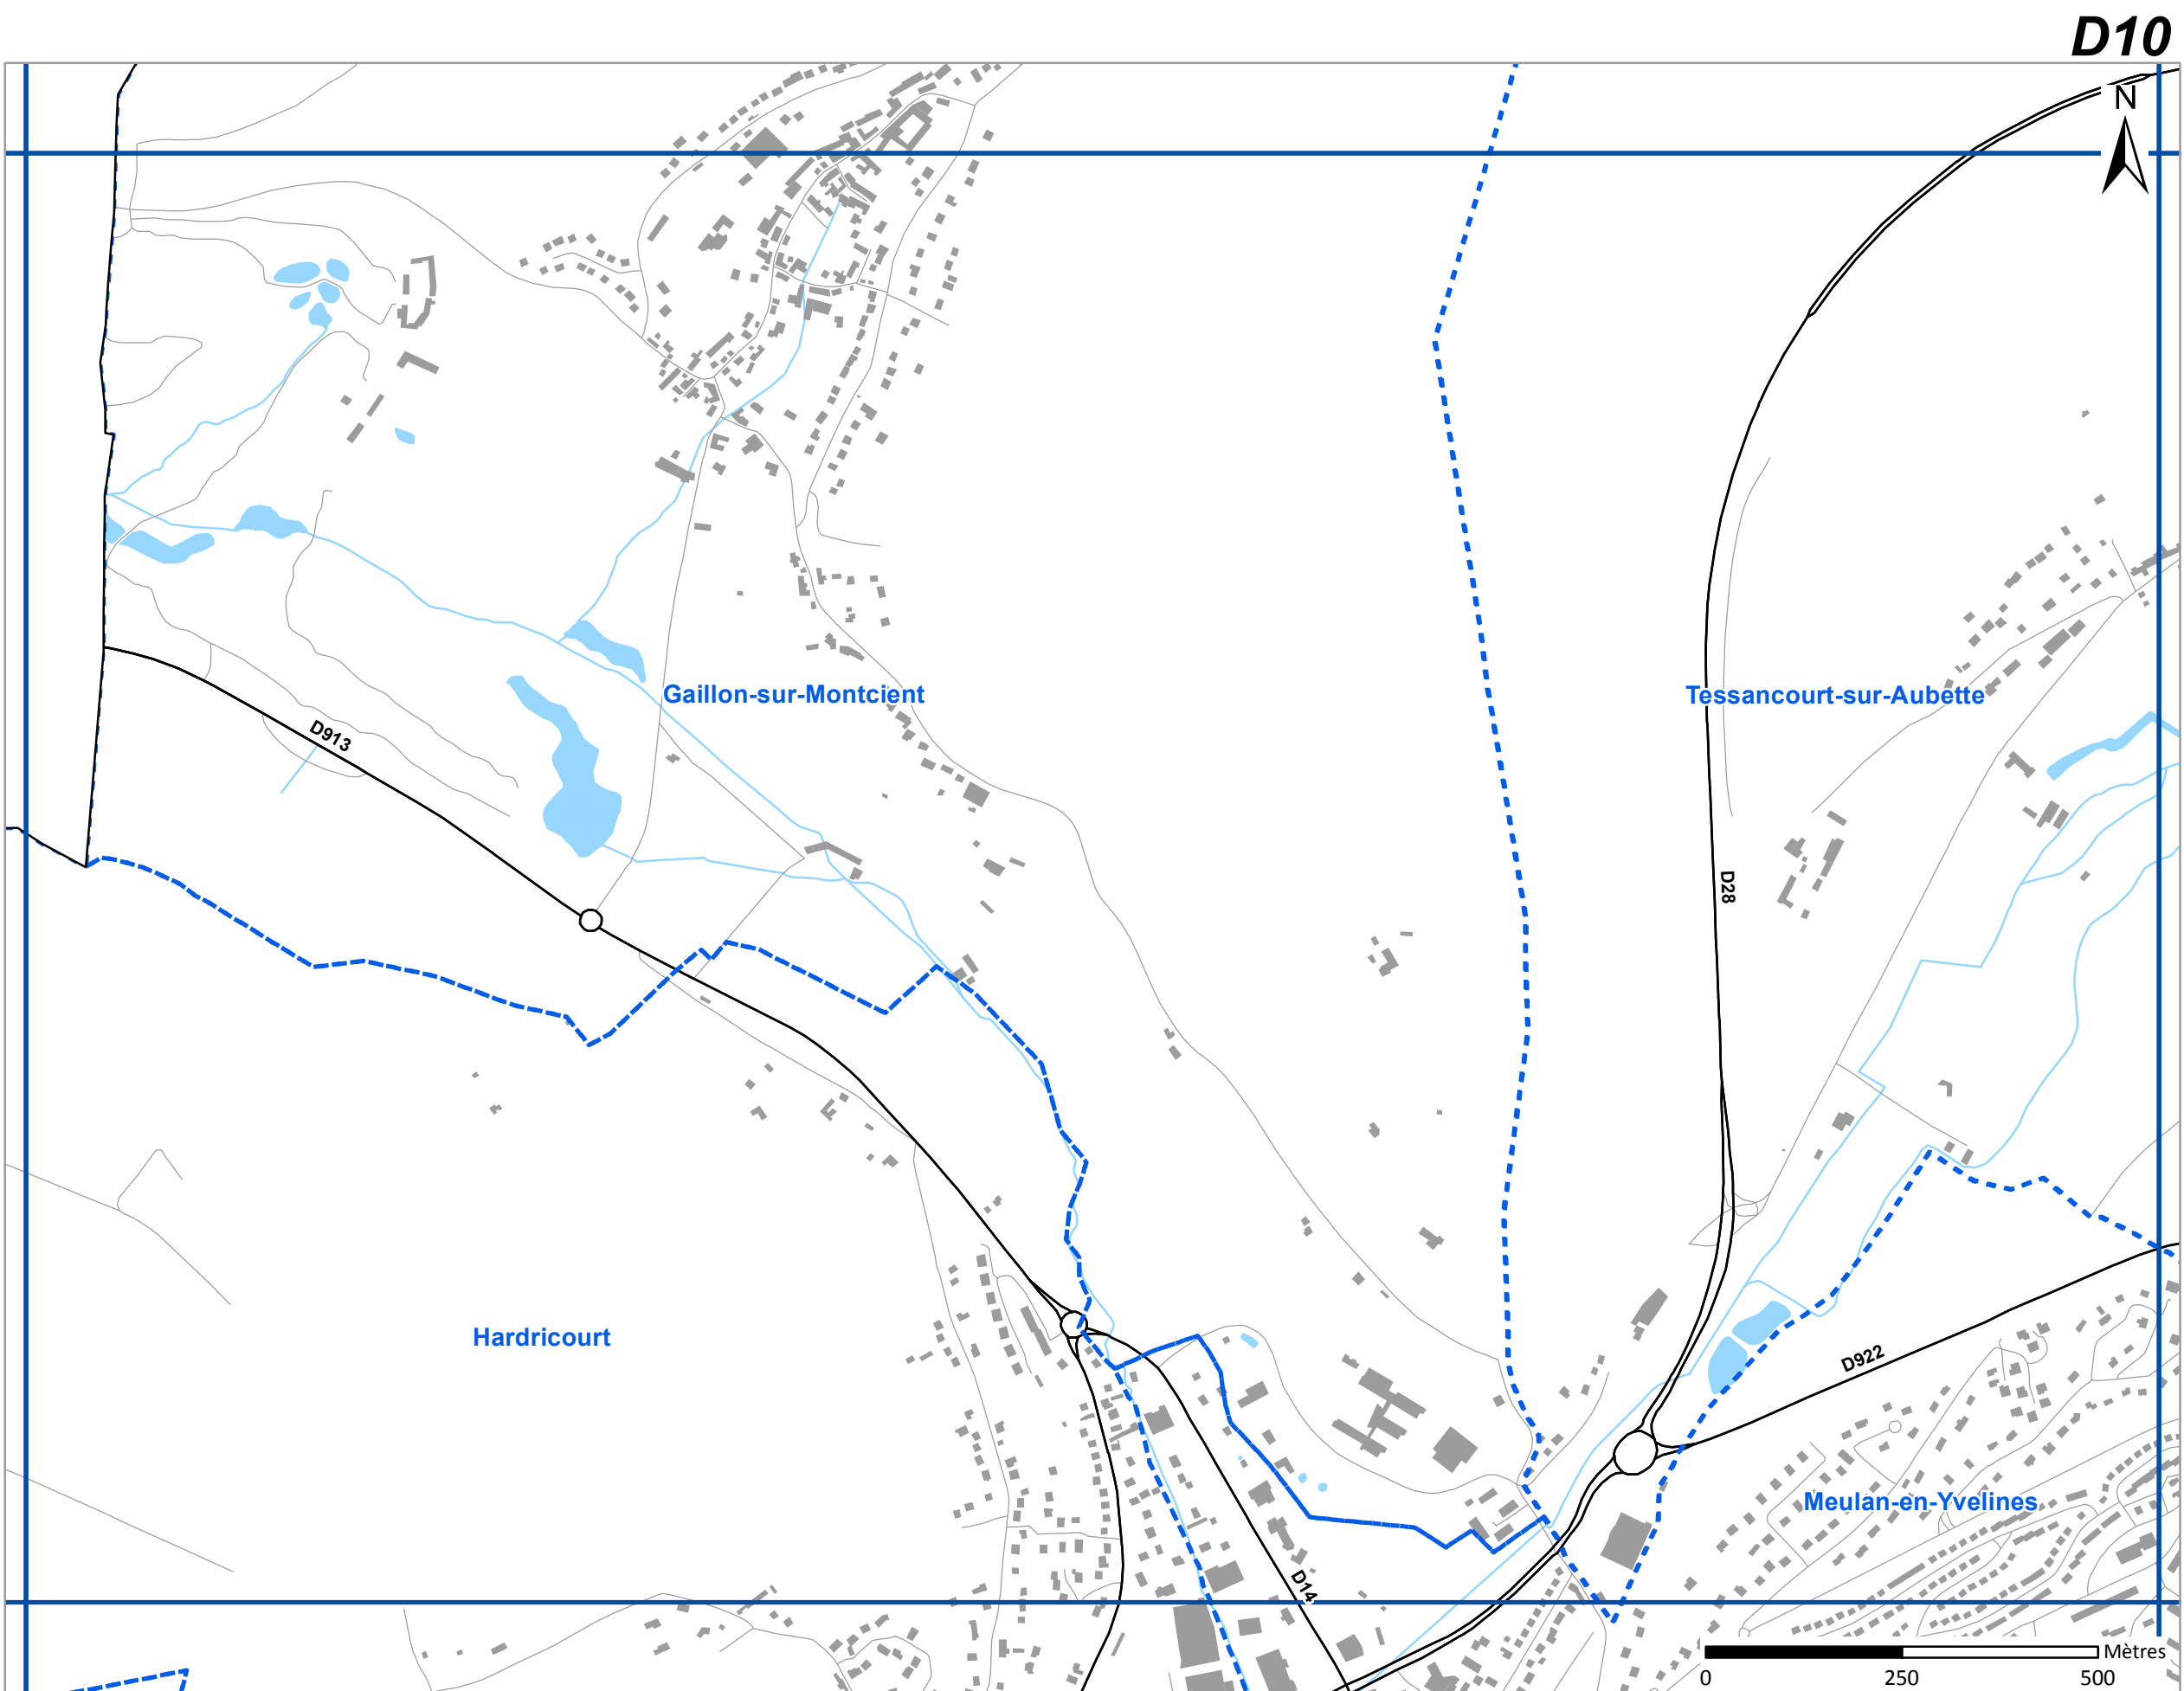 D10
N
Gaillon-sur-Montcient
Tessancourt-sur-Aubette
D913
D28
Hardricourt
D922
Meulan-en-Yvelines
D14
Mètres
0 250 500